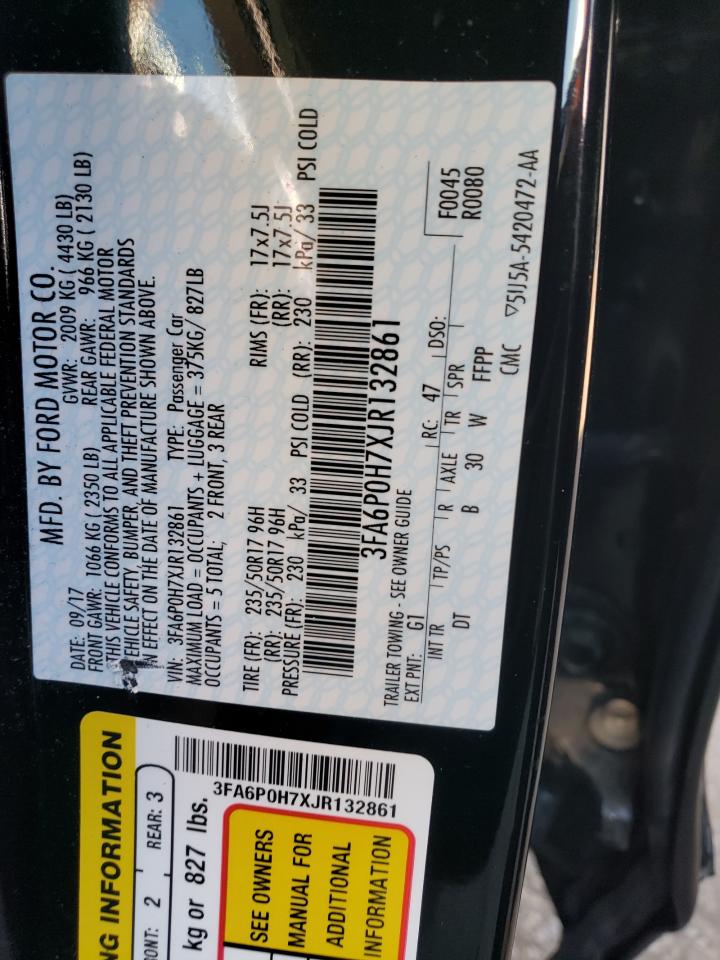 MFD. BY FORD MOTOR CO.
DATE: 09/17 GVWR: 2009 KG ( 4430 LB)
FRONT GAWR: 1066 KG ( 2350 LB) REAR GAWR: 966 KG ( 2130 LB)
THIS VEHICLE CONFORMS TO ALL APPLICABLE FEDERAL MOTOR
VEHICLE SAFETY, BUMPER, AND THEFT PREVENTION STANDARDS
IN EFFECT ON THE DATE OF MANUFACTURE SHOWN ABOVE.
VIN: 3FA6P0H7XJR132861 TYPE: Passenger Car
MAXIMUM LOAD = OCCUPANTS + LUGGAGE = 375KG/ 827LB
OCCUPANTS = 5 TOTAL; 2 FRONT, 3 REAR
TIRE (FR): 235/50R17 96H RIMS (FR): 17x7.5J
(RR): 235/50R17 96H (RR): 17x7.5J
PRESSURE (FR): 230 kPa/ 33 PSI COLD (RR): 230 kPa/ 33 PSI COLD
3FA6P0H7XJR132861
TRAILER TOWING - SEE OWNER GUIDE
EXT PNT: G1 RC: 47 DSO: F0045
R0080
INT TR TP/PS R AXLE TR SPR
DT B 30 W FFPP
CMC ▽5U5A-5420472-AA
NG INFORMATION
RONT: 2 REAR: 3
kg or 827 lbs.
3FA6P0H7XJR132861
SEE OWNERS
MANUAL FOR
ADDITIONAL
INFORMATION